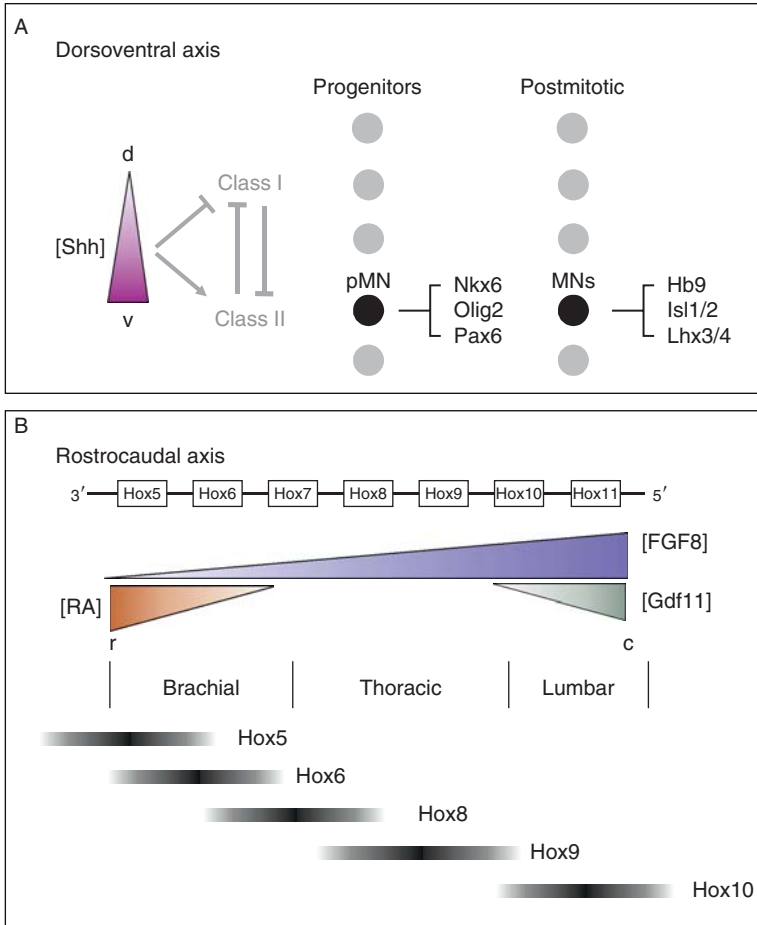 A
Dorsoventral axis
Progenitors
Postmitotic
d
[Shh]
v
Class I
Class II
pMN
Nkx6
Olig2
Pax6
MNs
Hb9
Isl1/2
Lhx3/4
B
Rostrocaudal axis
3′ Hox5 Hox6 Hox7 Hox8 Hox9 Hox10 Hox11 5′
[FGF8]
[RA]
[Gdf11]
r
c
Brachial Thoracic Lumbar
Hox5
Hox6
Hox8
Hox9
Hox10